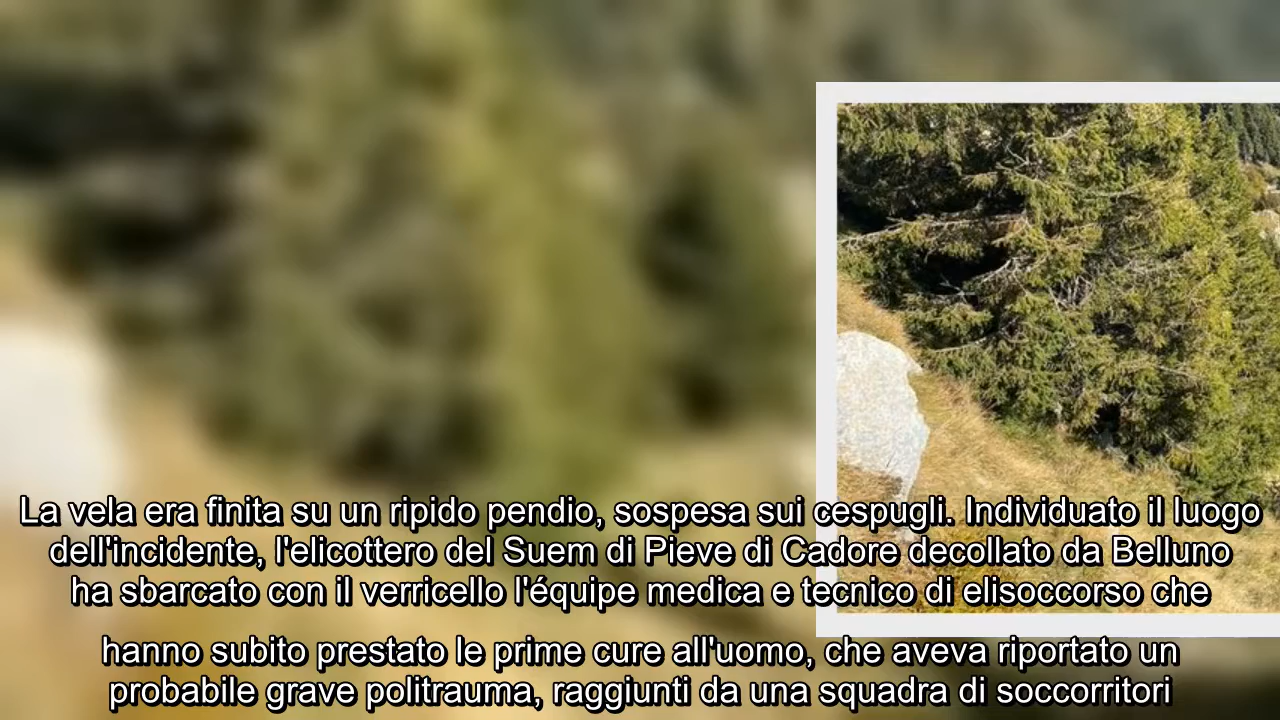 La vela era finita su un ripido pendio, sospesa sui cespugli. Individuato il luogo
dell'incidente, l'elicottero del Suem di Pieve di Cadore decollato da Belluno
ha sbarcato con il verricello l'équipe medica e tecnico di elisoccorso che
hanno subito prestato le prime cure all'uomo, che aveva riportato un
probabile grave politrauma, raggiunti da una squadra di soccorritori